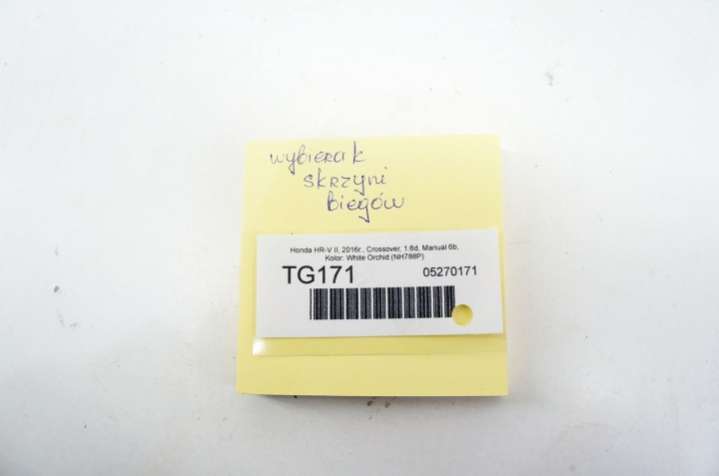 wybierak
skrzyni
biegów
Honda HR-V II, 2016r., Crossover, 1.6d, Manual 6b,
Kolor: White Orchid (NH788P)
TG171 05270171